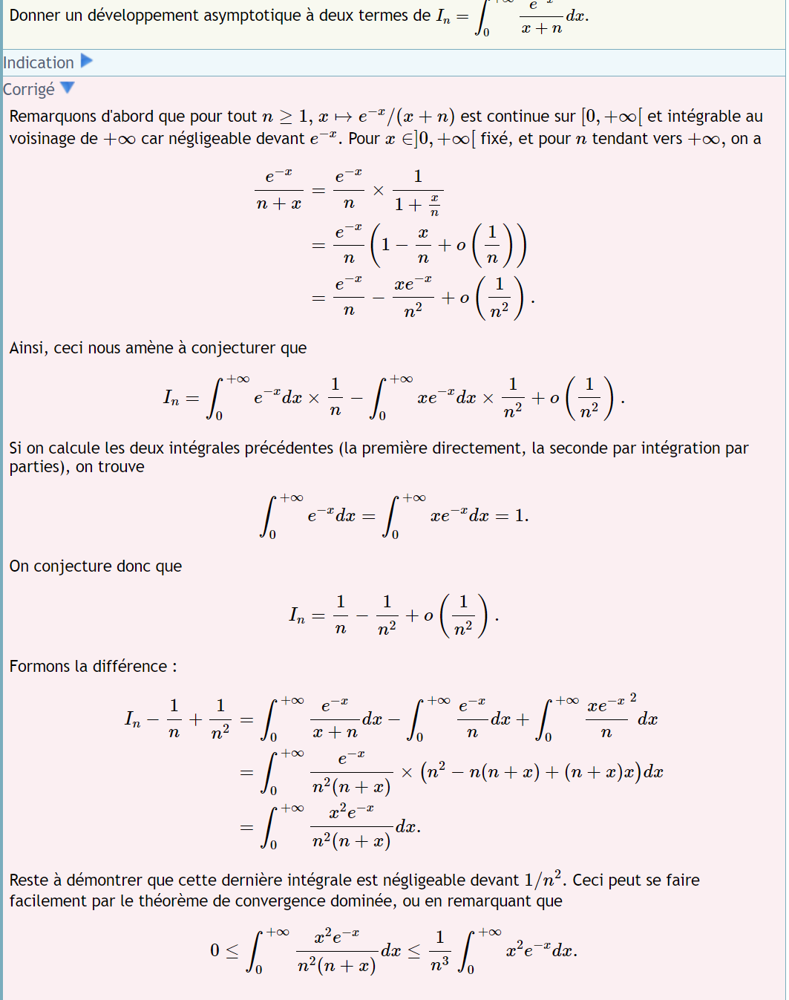 Donner un développement asymptotique à deux termes de $I_n = \int_0^{+\infty} \frac{e^{-x}}{x+n} dx.$
Indication
Corrigé
Remarquons d'abord que pour tout $n \geq 1$, $x \mapsto e^{-x}/(x+n)$ est continue sur $[0,+\infty[$ et intégrable au
voisinage de $+\infty$ car négligeable devant $e^{-x}$. Pour $x \in ]0,+\infty[$ fixé, et pour $n$ tendant vers $+\infty$, on a
$\frac{e^{-x}}{n+x} = \frac{e^{-x}}{n} \times \frac{1}{1+\frac{x}{n}}$
$= \frac{e^{-x}}{n} \left(1 - \frac{x}{n} + o\left(\frac{1}{n}\right)\right)$
$= \frac{e^{-x}}{n} - \frac{xe^{-x}}{n^2} + o\left(\frac{1}{n^2}\right).$
Ainsi, ceci nous amène à conjecturer que
$I_n = \int_0^{+\infty} e^{-x}dx \times \frac{1}{n} - \int_0^{+\infty} xe^{-x}dx \times \frac{1}{n^2} + o\left(\frac{1}{n^2}\right).$
Si on calcule les deux intégrales précédentes (la première directement, la seconde par intégration par
parties), on trouve
$\int_0^{+\infty} e^{-x}dx = \int_0^{+\infty} xe^{-x}dx = 1.$
On conjecture donc que
$I_n = \frac{1}{n} - \frac{1}{n^2} + o\left(\frac{1}{n^2}\right).$
Formons la différence :
$I_n - \frac{1}{n} + \frac{1}{n^2} = \int_0^{+\infty} \frac{e^{-x}}{x+n}dx - \int_0^{+\infty} \frac{e^{-x}}{n}dx + \int_0^{+\infty} \frac{xe^{-x}}{n}^2 dx$
$= \int_0^{+\infty} \frac{e^{-x}}{n^2(n+x)} \times \left(n^2 - n(n+x) + (n+x)x\right)dx$
$= \int_0^{+\infty} \frac{x^2e^{-x}}{n^2(n+x)}dx.$
Reste à démontrer que cette dernière intégrale est négligeable devant $1/n^2$. Ceci peut se faire
facilement par le théorème de convergence dominée, ou en remarquant que
$0 \leq \int_0^{+\infty} \frac{x^2e^{-x}}{n^2(n+x)}dx \leq \frac{1}{n^3} \int_0^{+\infty} x^2e^{-x}dx.$